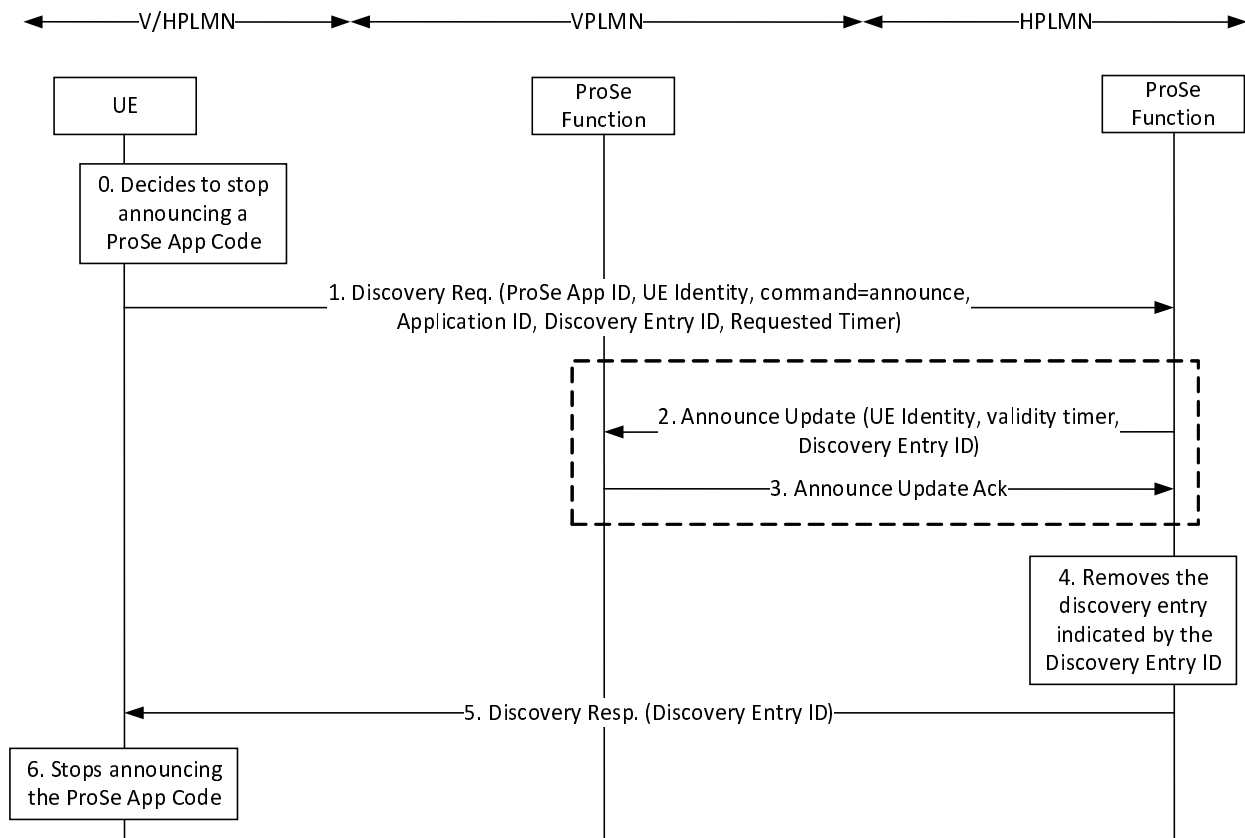 V/HPLMN
VPLMN
HPLMN
UE
ProSe
Function
ProSe
Function
0. Decides to stop
announcing a
ProSe App Code
1. Discovery Req. (ProSe App ID, UE Identity, command=announce,
Application ID, Discovery Entry ID, Requested Timer)
2. Announce Update (UE Identity, validity timer,
Discovery Entry ID)
3. Announce Update Ack
4. Removes the
discovery entry
indicated by the
Discovery Entry ID
5. Discovery Resp. (Discovery Entry ID)
6. Stops announcing
the ProSe App Code